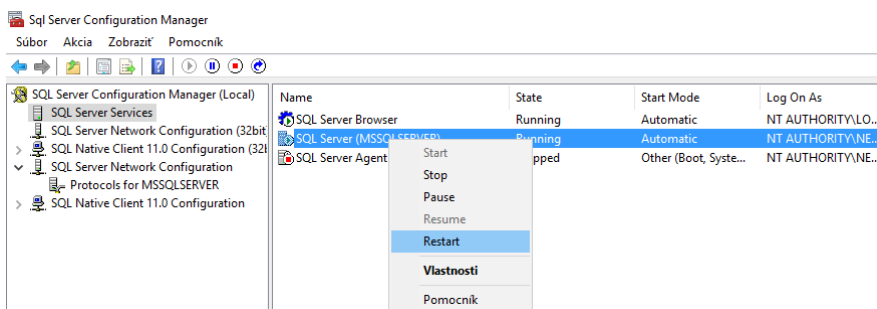 Sql Server Configuration Manager
Súbor Akcia Zobraziť Pomocník
SQL Server Configuration Manager (Local)
SQL Server Services
SQL Server Network Configuration (32bit
SQL Native Client 11.0 Configuration (32l
SQL Server Network Configuration
Protocols for MSSQLSERVER
SQL Native Client 11.0 Configuration
Name State Start Mode Log On As
SQL Server Browser Running Automatic NT AUTHORITY\LO...
SQL Server (MSSQLSERVER) Running Automatic NT AUTHORITY\NE...
SQL Server Agent pped Other (Boot, Syste... NT AUTHORITY\NE...
Start
Stop
Pause
Resume
Restart
Vlastnosti
Pomocník